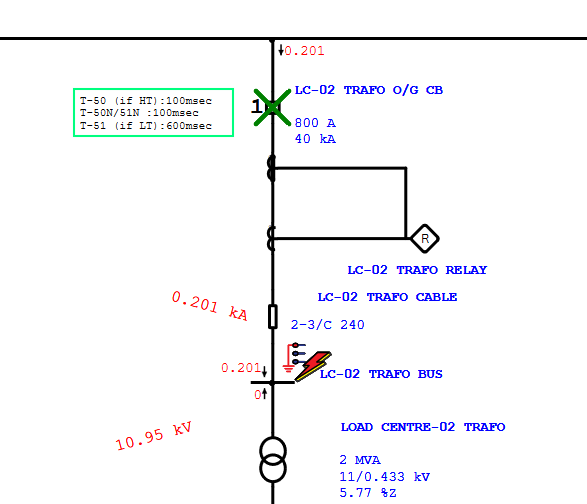 0.201
LC-02 TRAFO O/G CB
T-50 (if HT):100msec
T-50N/51N :100msec
T-51 (if LT):600msec
1
800 A
40 kA
R
LC-02 TRAFO RELAY
0.201 kA
LC-02 TRAFO CABLE
2-3/C 240
0.201
LC-02 TRAFO BUS
0
10.95 kV
LOAD CENTRE-02 TRAFO
2 MVA
11/0.433 kV
5.77 %Z